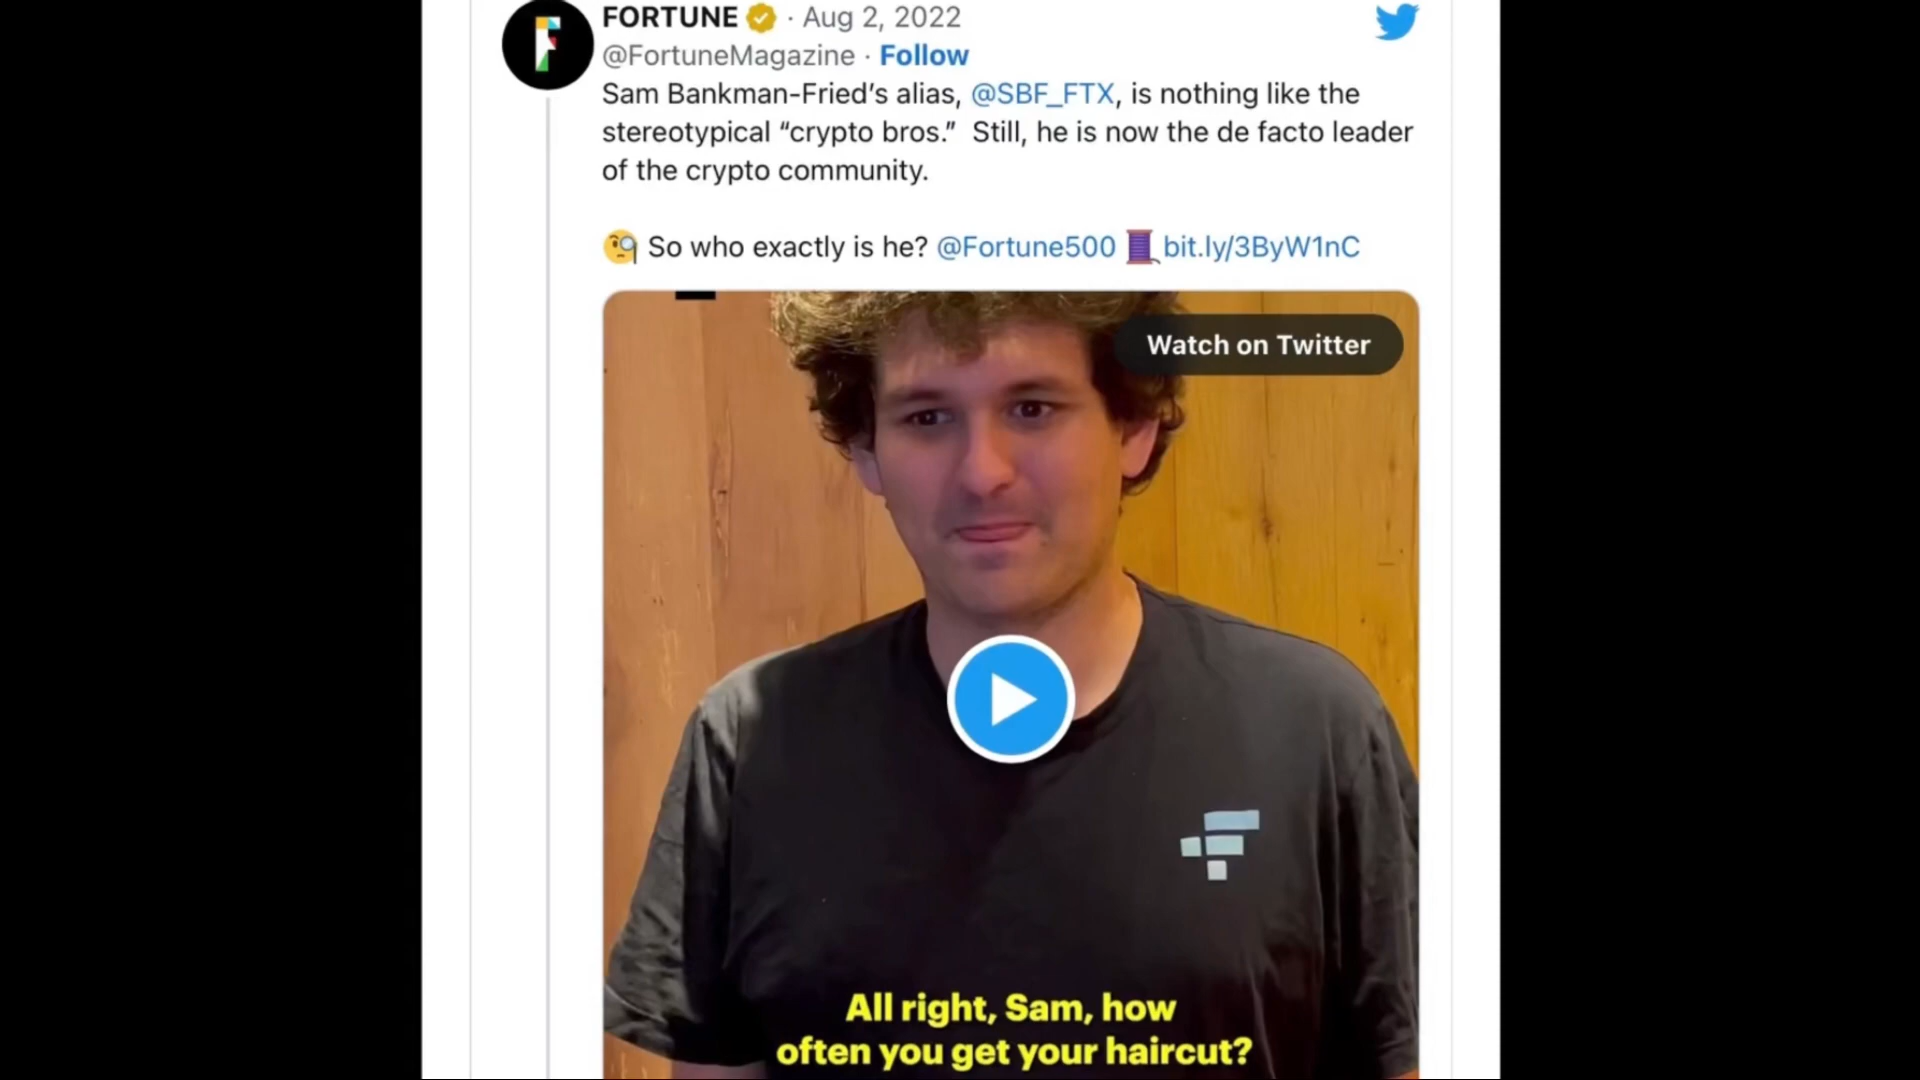 FORTUNE · Aug 2, 2022
@FortuneMagazine · Follow
Sam Bankman-Fried’s alias, @SBF_FTX, is nothing like the
stereotypical “crypto bros.”  Still, he is now the de facto leader
of the crypto community.
🧐 So who exactly is he? @Fortune500 🧵 bit.ly/3ByW1nC
Watch on Twitter
All right, Sam, how
often you get your haircut?